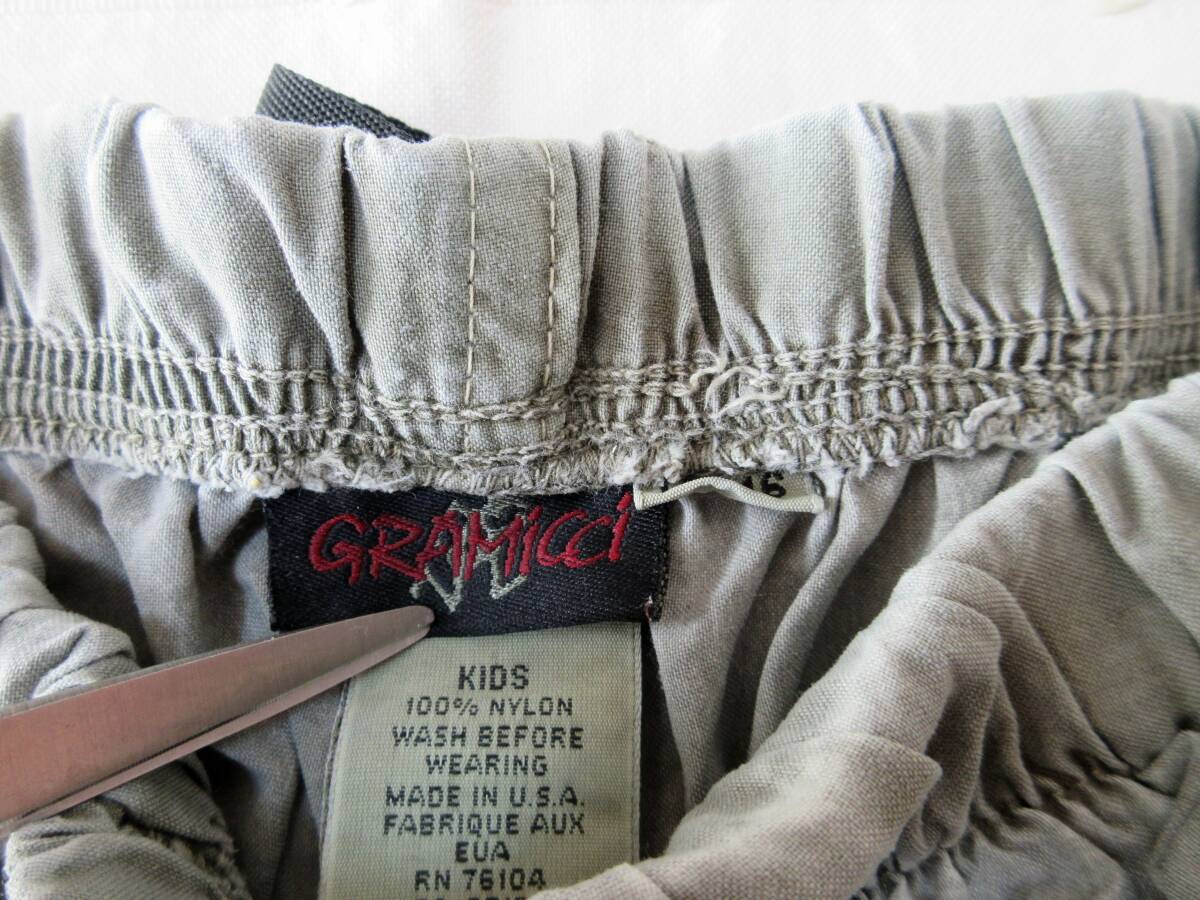 GRAMiCCi
16
KIDS
100% NYLON
WASH BEFORE
WEARING
MADE IN U.S.A.
FABRIQUE AUX
EUA
RN 76104